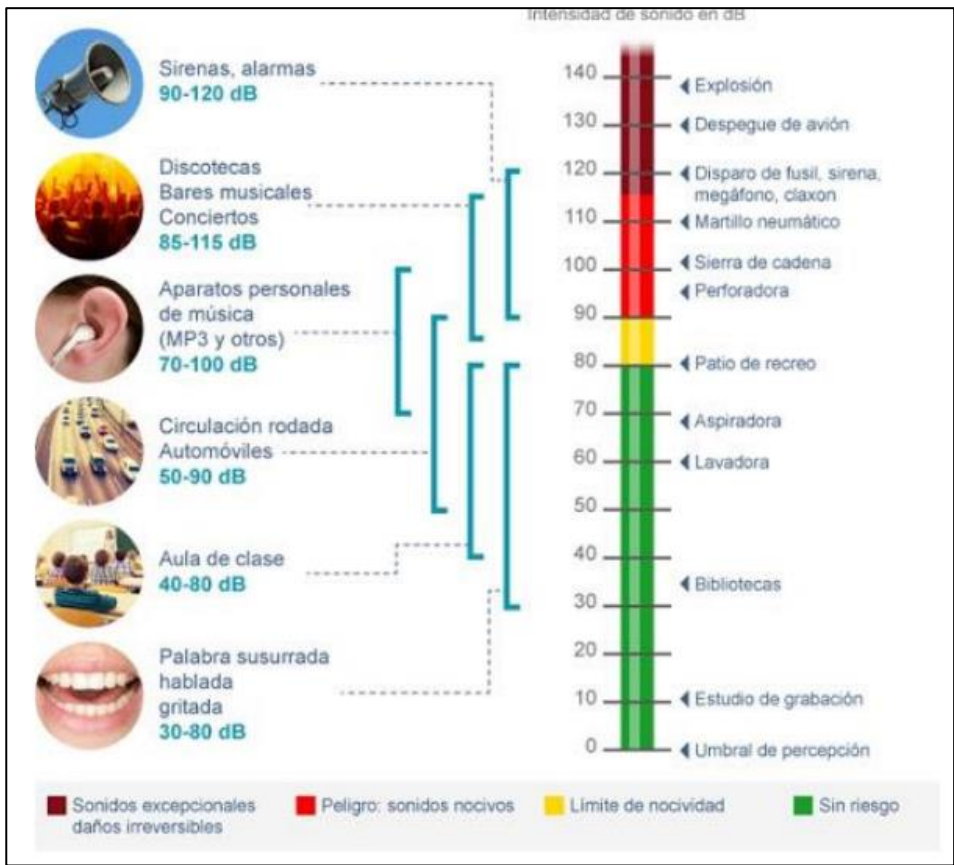 Intensidad de sonido en dB
Sirenas, alarmas
90-120 dB
Discotecas
Bares musicales
Conciertos
85-115 dB
Aparatos personales
de música
(MP3 y otros)
70-100 dB
Circulación rodada
Automóviles
50-90 dB
Aula de clase
40-80 dB
Palabra susurrada
hablada
gritada
30-80 dB
140
130
120
110
100
90
80
70
60
50
40
30
20
10
0
Explosión
Despegue de avión
Disparo de fusil, sirena,
megáfono, claxon
Martillo neumático
Sierra de cadena
Perforadora
Patio de recreo
Aspiradora
Lavadora
Bibliotecas
Estudio de grabación
Umbral de percepción
Sonidos excepcionales
daños irreversibles
Peligro: sonidos nocivos
Límite de nocividad
Sin riesgo